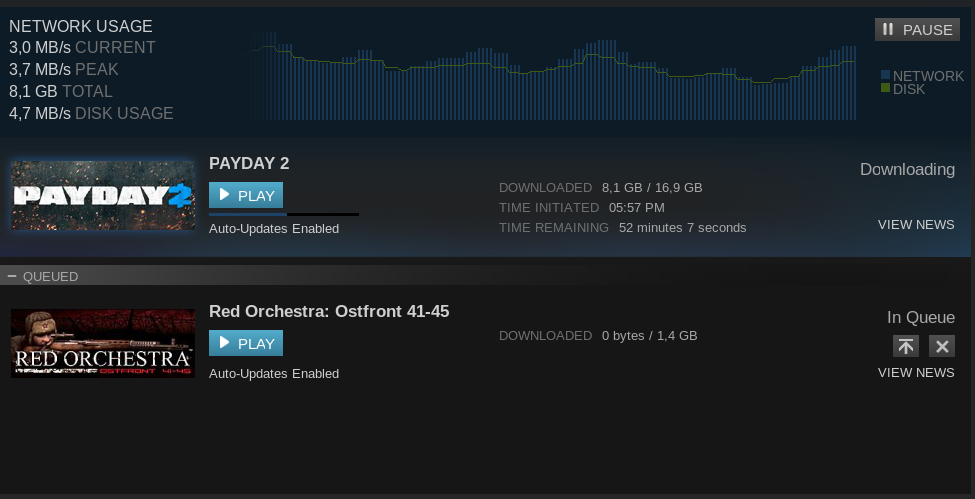 NETWORK USAGE
3,0 MB/s CURRENT
3,7 MB/s PEAK
8,1 GB TOTAL
4,7 MB/s DISK USAGE
PAUSE
NETWORK
DISK
PAYDAY 2
PAYDAY 2
PLAY
Auto-Updates Enabled
DOWNLOADED 8,1 GB / 16,9 GB
TIME INITIATED 05:57 PM
TIME REMAINING 52 minutes 7 seconds
Downloading
VIEW NEWS
QUEUED
RED ORCHESTRA
OSTFRONT 41-45
Red Orchestra: Ostfront 41-45
PLAY
Auto-Updates Enabled
DOWNLOADED 0 bytes / 1,4 GB
In Queue
VIEW NEWS